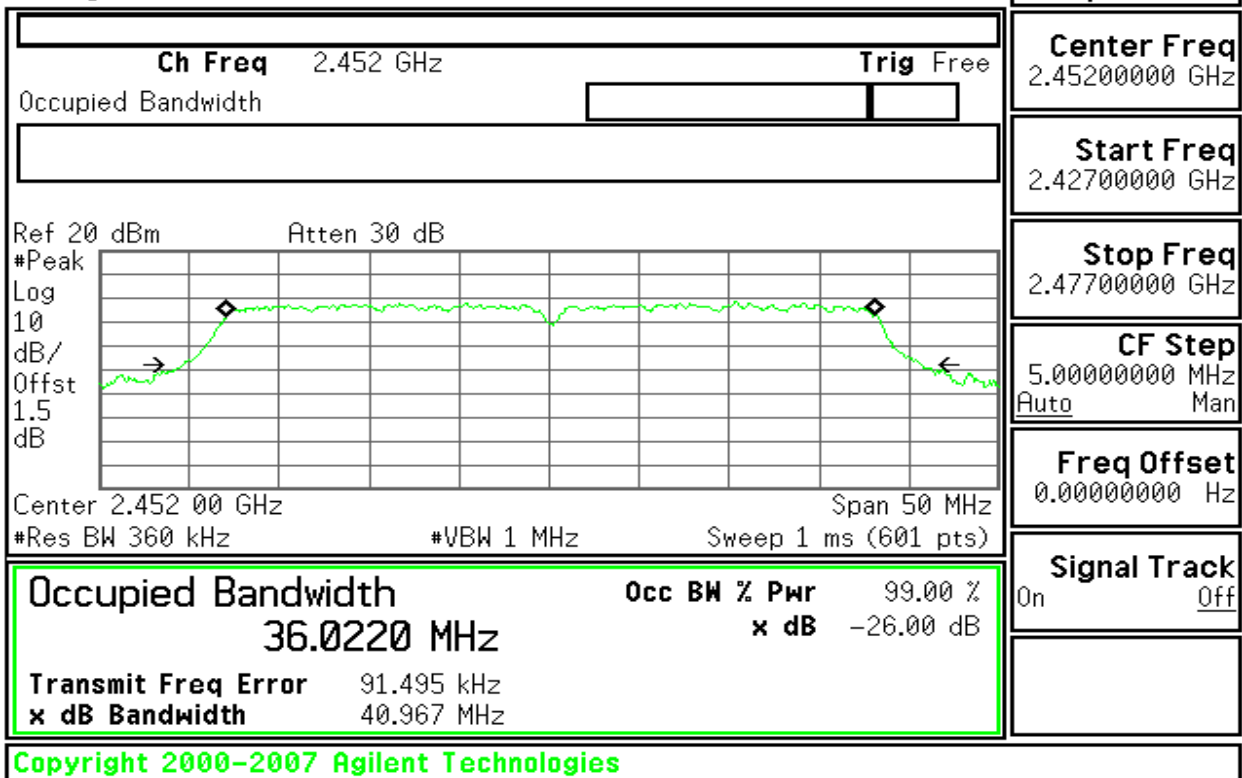 Ch Freq 2.452 GHz Trig Free
Occupied Bandwidth
Ref 20 dBm Atten 30 dB
#Peak
Log
10
dB/
Offst
1.5
dB
Center 2.452 00 GHz Span 50 MHz
#Res BW 360 kHz #VBW 1 MHz Sweep 1 ms (601 pts)
Occupied Bandwidth Occ BW % Pwr 99.00 %
36.0220 MHz x dB -26.00 dB
Transmit Freq Error 91.495 kHz
x dB Bandwidth 40.967 MHz
Center Freq
2.45200000 GHz
Start Freq
2.42700000 GHz
Stop Freq
2.47700000 GHz
CF Step
5.00000000 MHz
Auto Man
Freq Offset
0.00000000 Hz
Signal Track
On Off
Copyright 2000-2007 Agilent Technologies